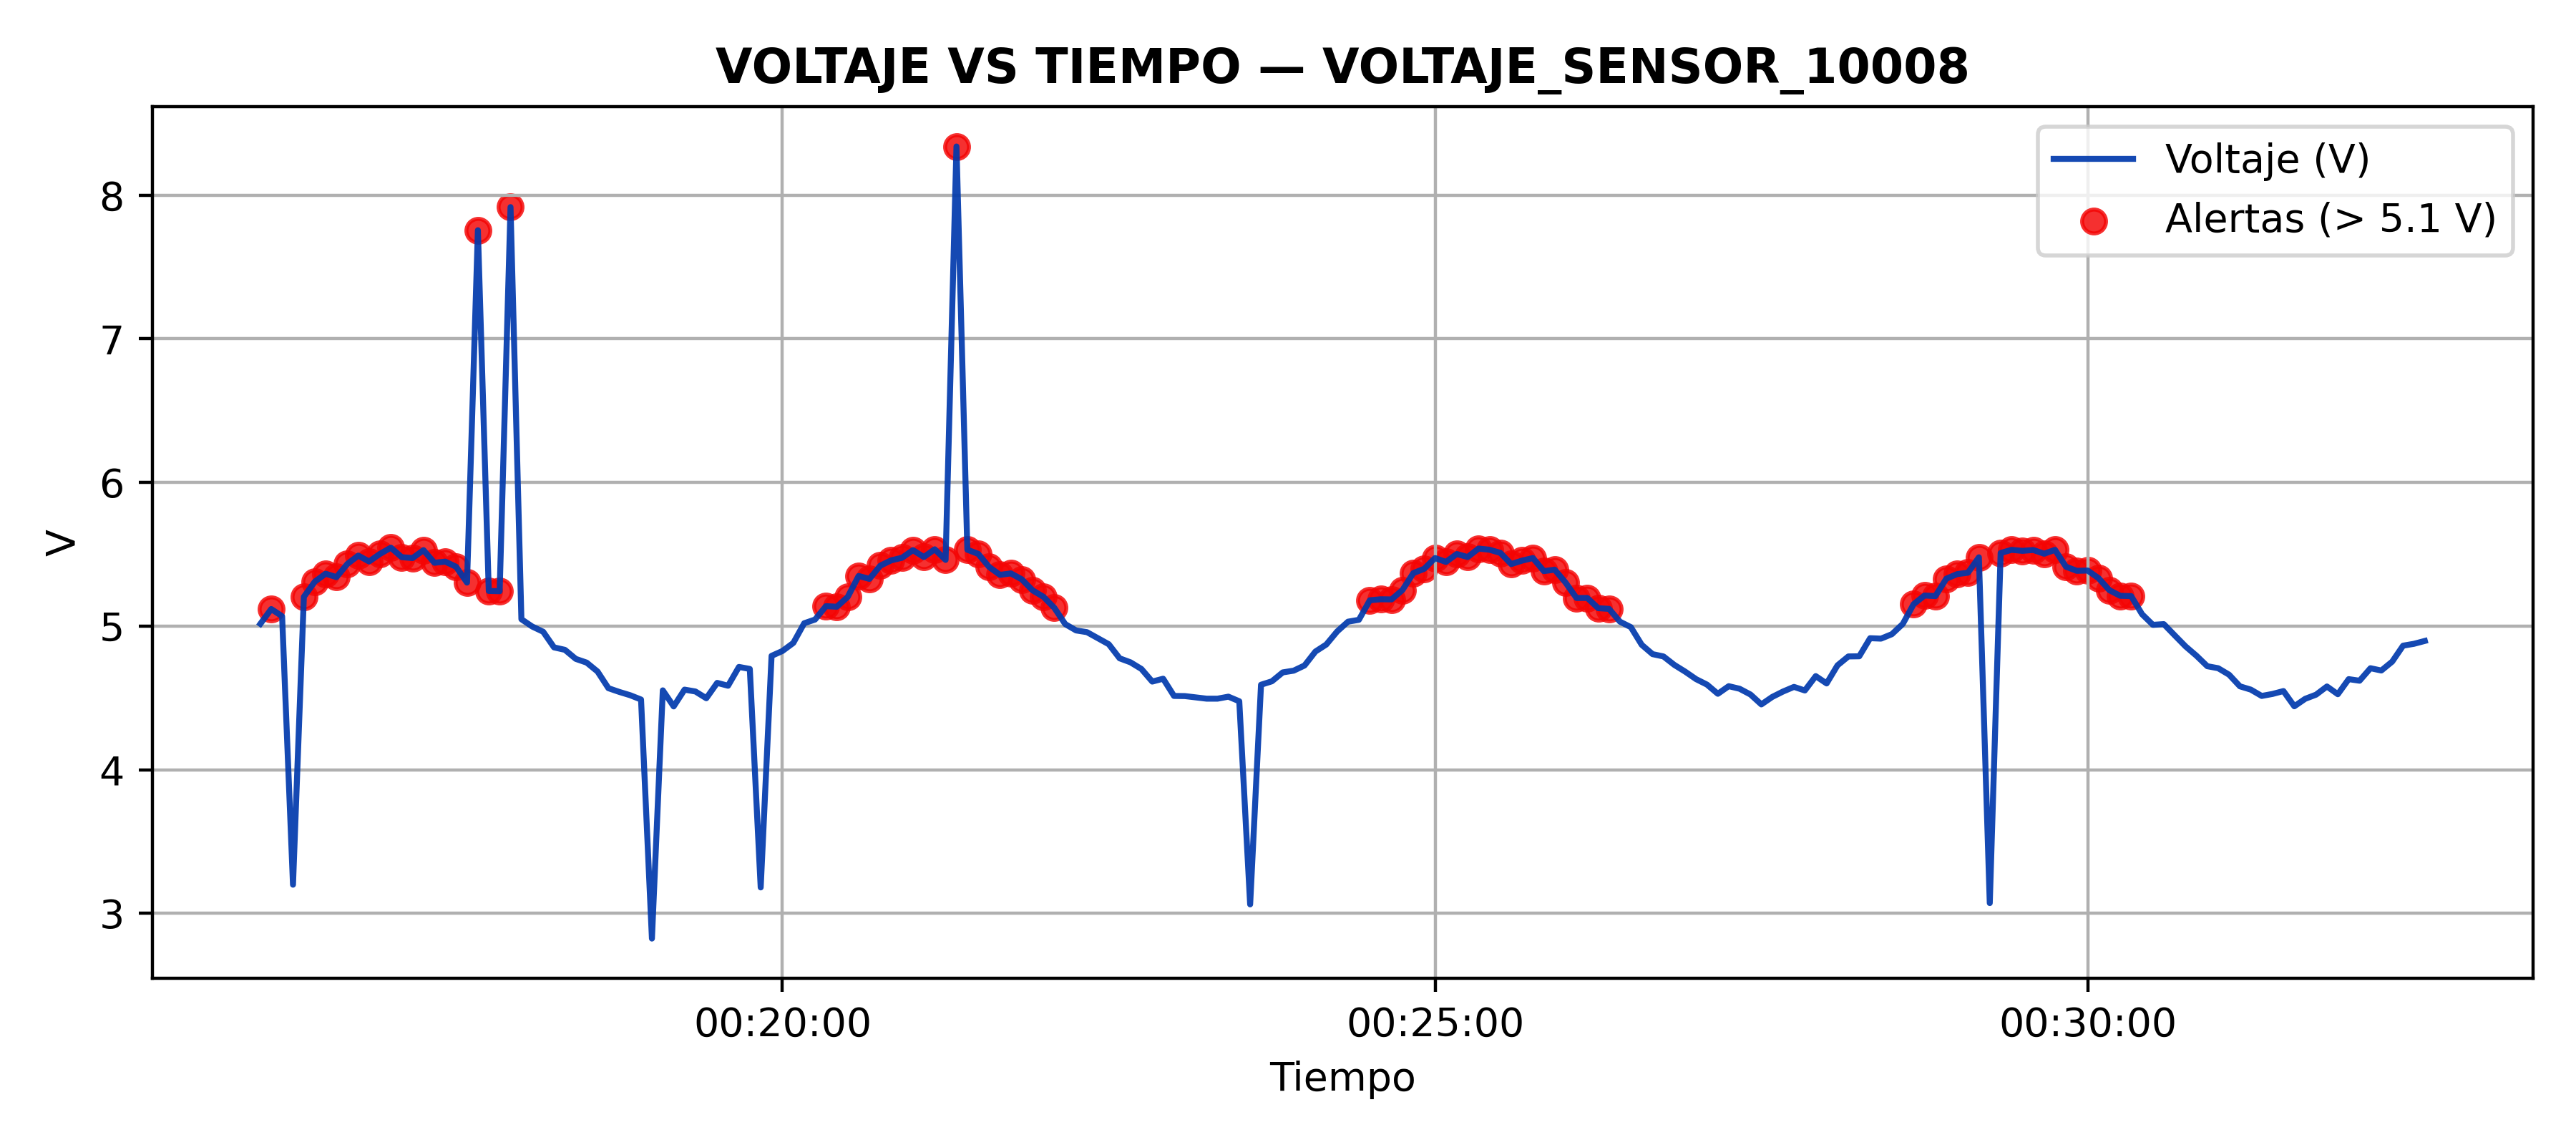 VOLTAJE VS TIEMPO — VOLTAJE_SENSOR_10008
Voltaje (V)
Alertas (> 5.1 V)
8
7
6
5
4
3
V
00:20:00
00:25:00
00:30:00
Tiempo